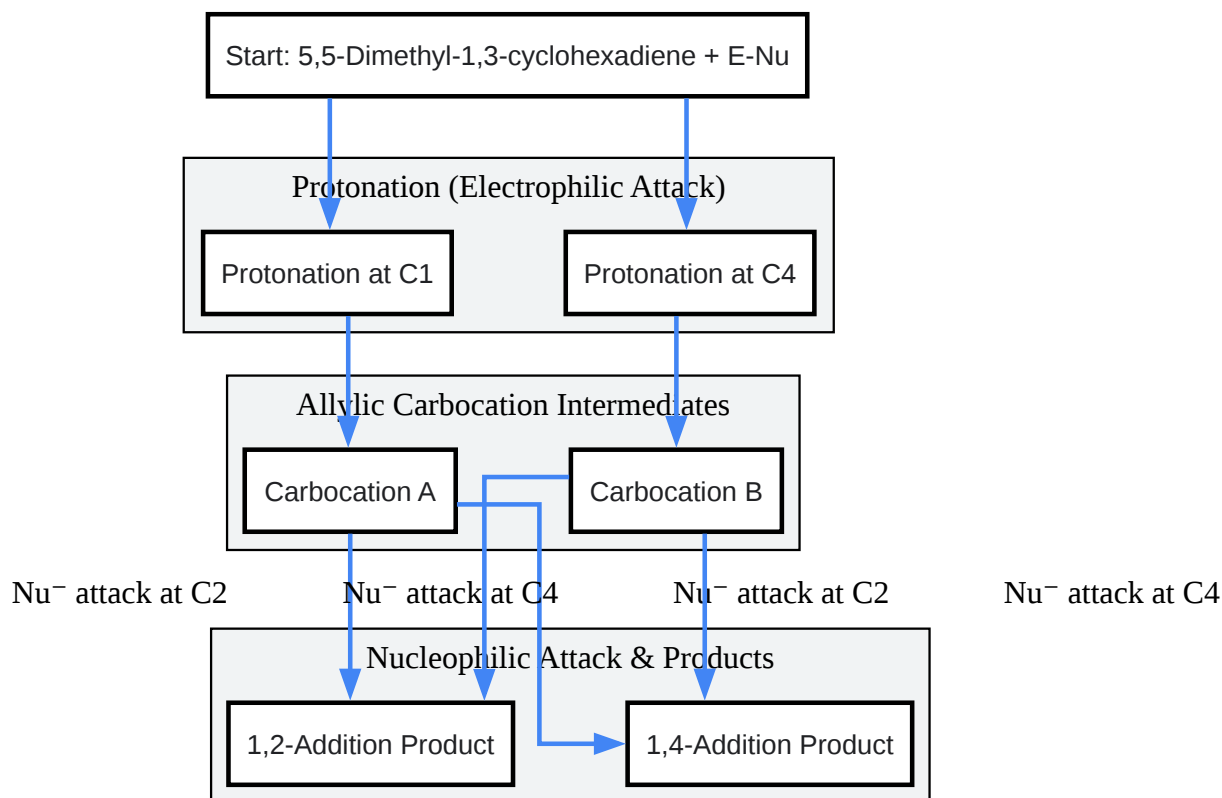 Start: 5,5-Dimethyl-1,3-cyclohexadiene + E-Nu
Protonation (Electrophilic Attack)
Protonation at C1
Protonation at C4
Allylic Carbocation Intermediates
Carbocation A
Carbocation B
Nu⁻ attack at C2
Nu⁻ attack at C4
Nu⁻ attack at C2
Nu⁻ attack at C4
Nucleophilic Attack & Products
1,2-Addition Product
1,4-Addition Product